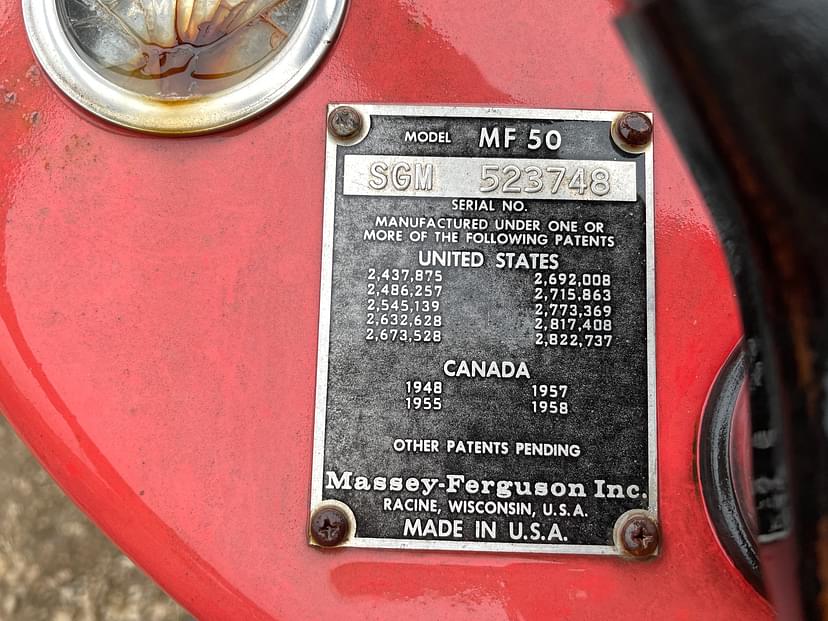 AM
MODEL MF 50
SGM 523748
SERIAL NO.
MANUFACTURED UNDER ONE OR
MORE OF THE FOLLOWING PATENTS
UNITED STATES
2,437,875 2,692,008
2,486,257 2,715,863
2,545,139 2,773,369
2,632,628 2,817,408
2,673,528 2,822,737
CANADA
1948 1957
1955 1958
OTHER PATENTS PENDING
Massey-Ferguson Inc.
RACINE, WISCONSIN, U.S.A.
MADE IN U.S.A.